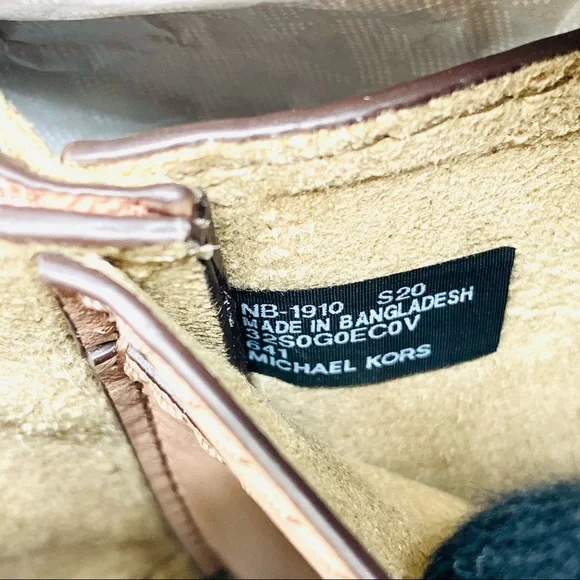 NB-1910 S20
MADE IN BANGLADESH
32S0G0EC0V
641
MICHAEL KORS